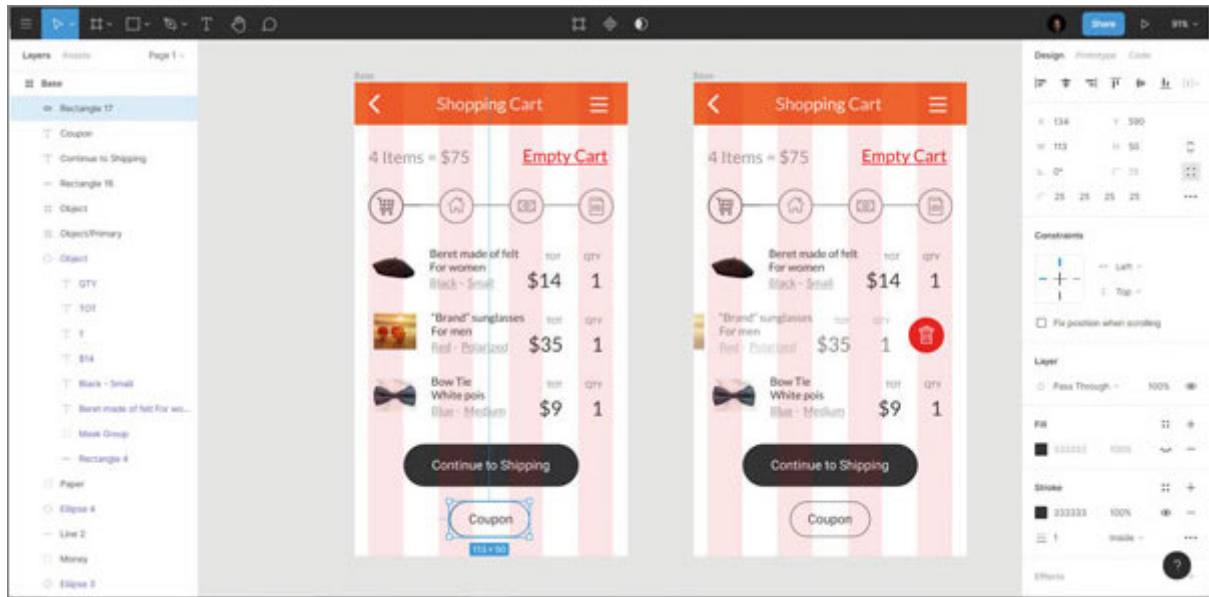 Share
91%
Layers Assets Page 1
Base
Rectangle 17
Coupon
Continue to Shipping
Rectangle 16
Object
Object/Primary
Object
QTY
TOT
1
$14
Black - Small
Beret made of felt For wo...
Mask Group
Rectangle 4
Paper
Ellipse 4
Line 2
Money
Ellipse 3
Base
Shopping Cart
4 Items = $75 Empty Cart
Beret made of felt TOT QTY
For women
Black - Small $14 1
"Brand" sunglasses TOT QTY
For men
Red - Polarized $35 1
Bow Tie TOT QTY
White pois
Blue - Medium $9 1
Continue to Shipping
Coupon
113 × 50
Base
Shopping Cart
4 Items = $75 Empty Cart
Beret made of felt TOT QTY
For women
Black - Small $14 1
"Brand" sunglasses TOT QTY
For men
Red - Polarized $35 1
Bow Tie TOT QTY
White pois
Blue - Medium $9 1
Continue to Shipping
Coupon
Design Prototype Code
X 134 Y 590
W 113 H 50
0° 25
25 25 25 25
Constraints
Left
Top
Fix position when scrolling
Layer
Pass Through 100%
Fill
333333 100%
Stroke
333333 100%
1 Inside
Effects
?